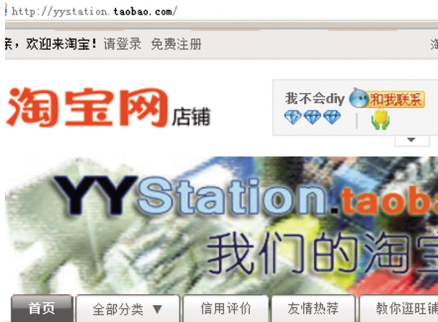 http://yystation.taobao.com/
亲，欢迎来淘宝！请登录 免费注册
淘宝网店铺
我不会diy 和我联系
YYStation.taoba
我们的淘宝
首页 全部分类 ▼ 信用评价 友情热荐 教你逛旺铺